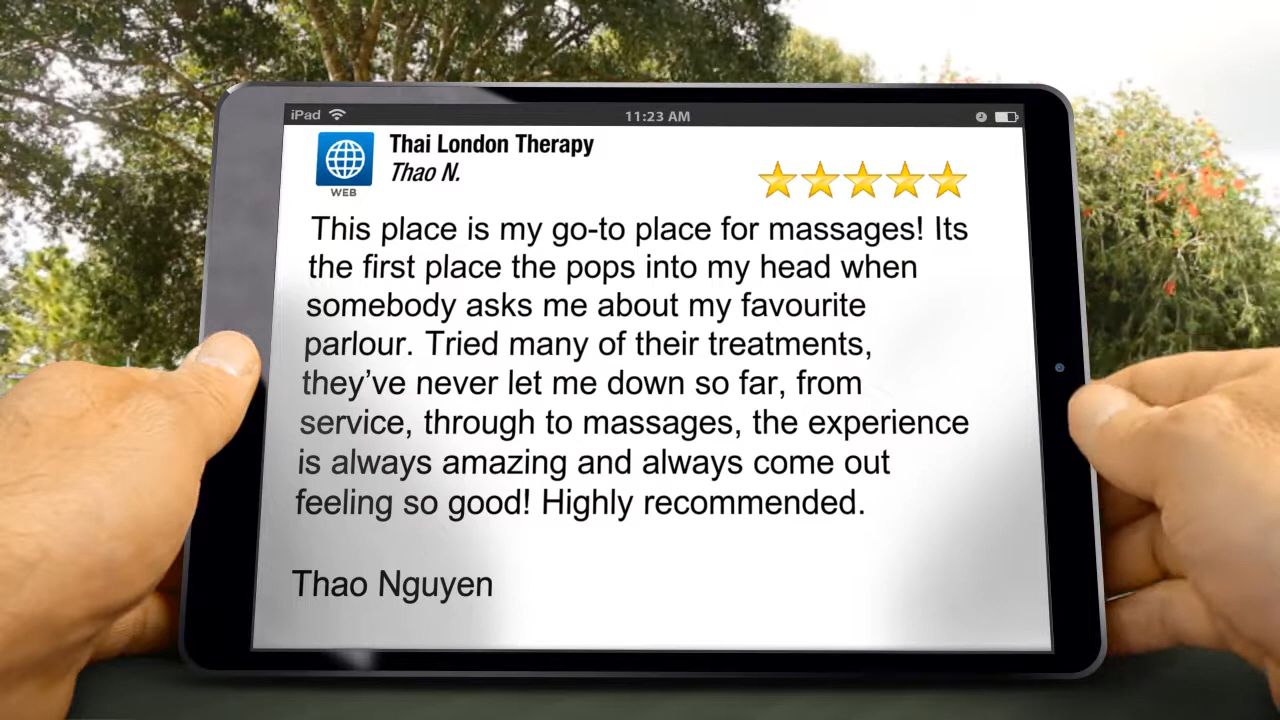 iPad 11:23 AM
Thai London Therapy
Thao N.
WEB
This place is my go-to place for massages! Its
the first place the pops into my head when
somebody asks me about my favourite
parlour. Tried many of their treatments,
they've never let me down so far, from
service, through to massages, the experience
is always amazing and always come out
feeling so good! Highly recommended.
Thao Nguyen